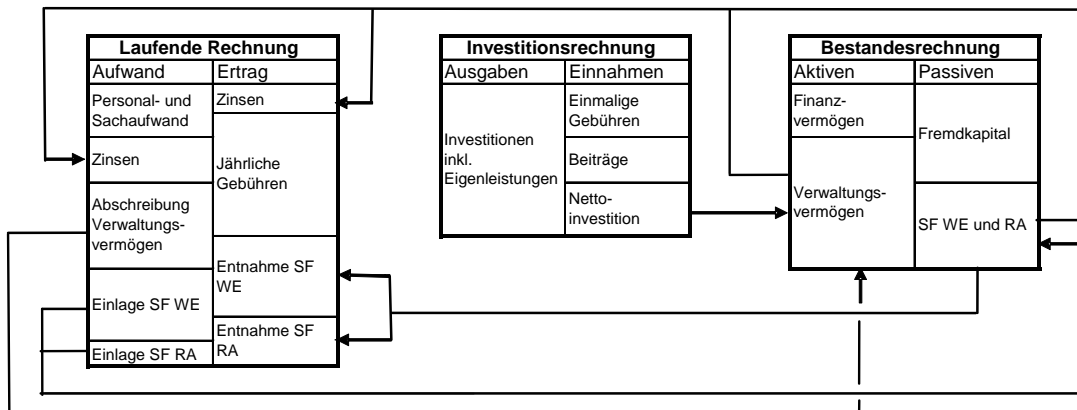 Laufende Rechnung
Aufwand
Ertrag
Personal- und
Sachaufwand
Zinsen
Abschreibung
Verwaltungs-
vermögen
Einlage SF WE
Einlage SF RA
Zinsen
Jährliche
Gebühren
Entnahme SF
WE
Entnahme SF
RA
Investitionsrechnung
Ausgaben
Einnahmen
Investitionen
inkl.
Eigenleistungen
Einmalige
Gebühren
Beiträge
Netto-
investition
Bestandesrechnung
Aktiven
Passiven
Finanz-
vermögen
Verwaltungs-
vermögen
Fremdkapital
SF WE und RA